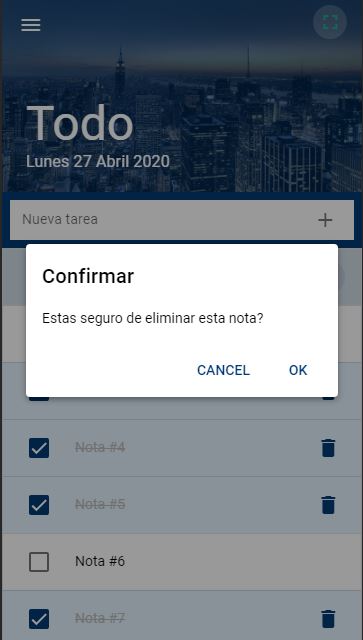 Todo
Lunes 27 Abril 2020
Nueva tarea
Confirmar
Estas seguro de eliminar esta nota?
CANCEL OK
Nota #4
Nota #5
Nota #6
Nota #7